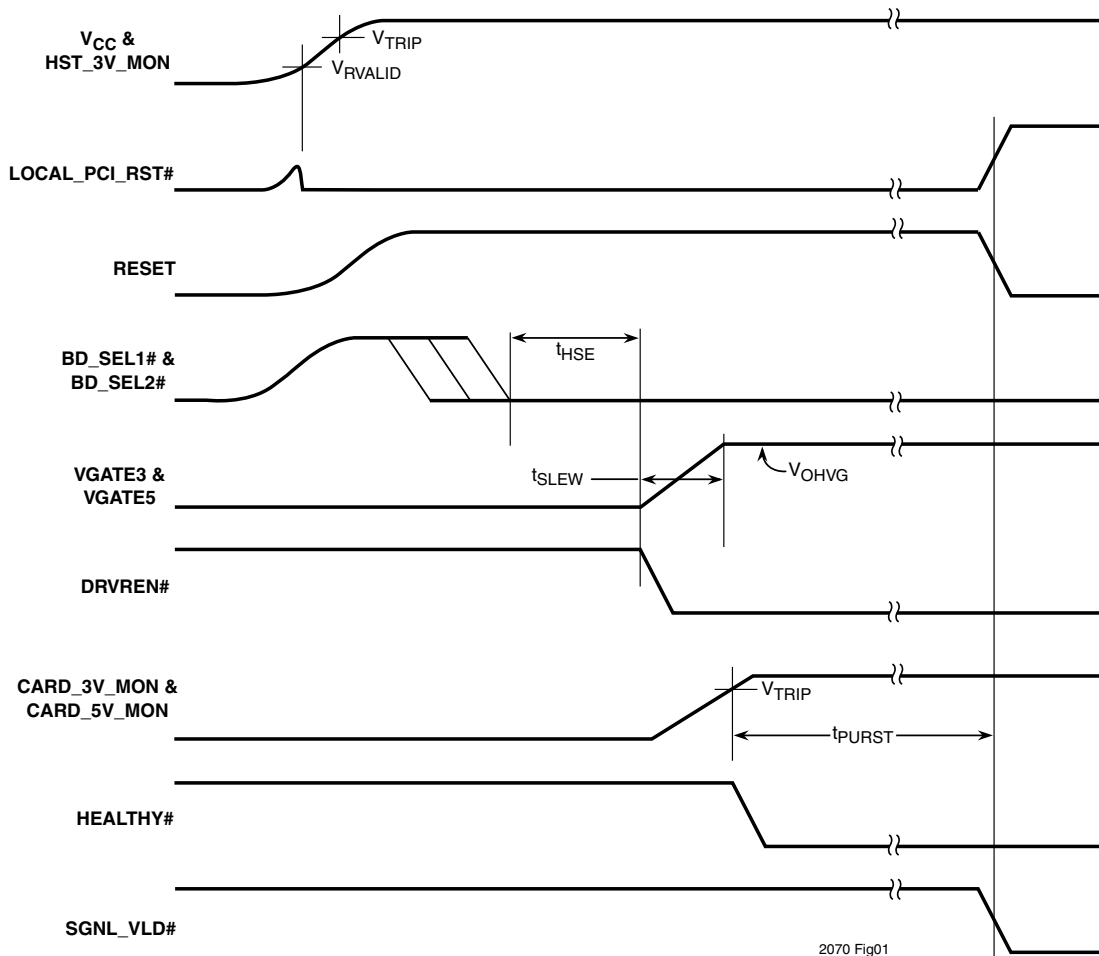 VCC &
HST_3V_MON
VTRIP
VRVALID
LOCAL_PCI_RST#
RESET
BD_SEL1# &
BD_SEL2#
tHSE
VGATE3 &
VGATE5
tSLEW
VOHVG
DRVREN#
CARD_3V_MON &
CARD_5V_MON
VTRIP
tPURST
HEALTHY#
SGNL_VLD#
2070 Fig01